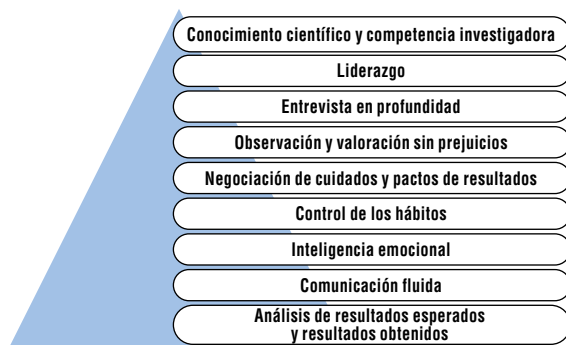 Conocimiento científico y competencia investigadora
Liderazgo
Entrevista en profundidad
Observación y valoración sin prejuicios
Negociación de cuidados y pactos de resultados
Control de los hábitos
Inteligencia emocional
Comunicación fluida
Análisis de resultados esperados
y resultados obtenidos